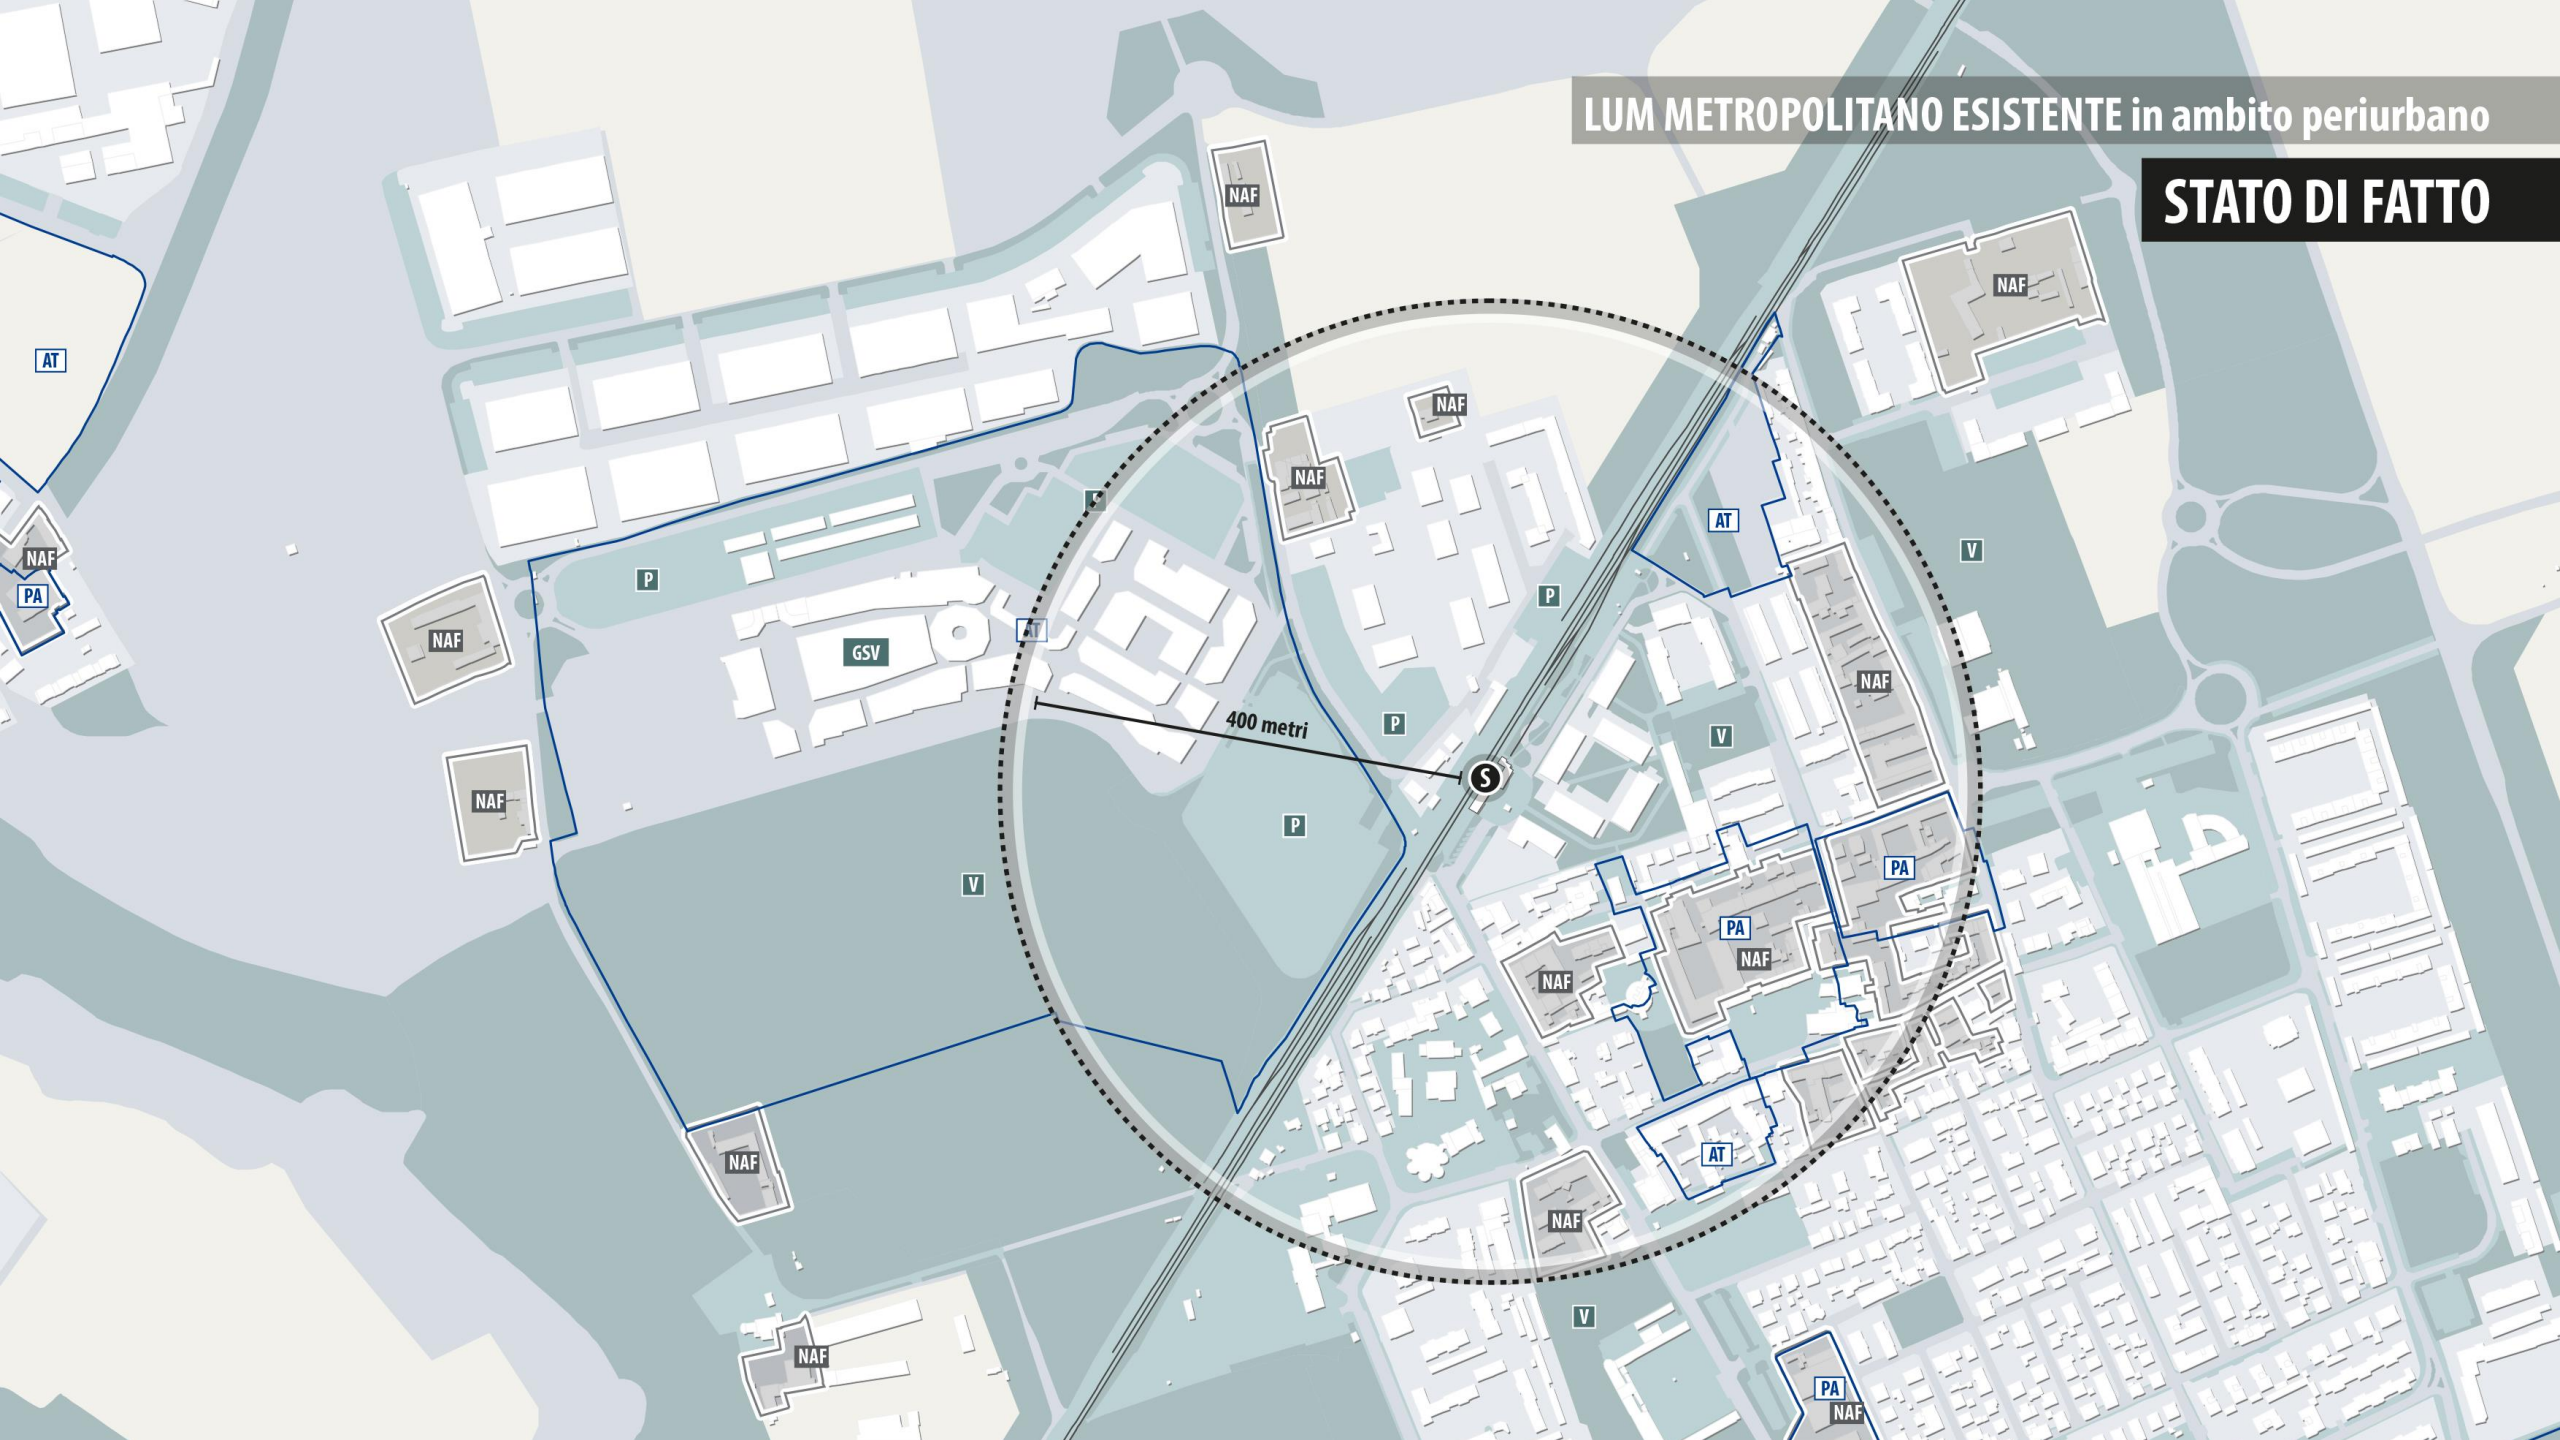 LUM METROPOLITANO ESISTENTE in ambito periurbano
STATO DI FATTO
NAF
NAF
AT
NAF
NAF
P
AT
V
NAF
P
P
AT
NAF
PA
NAF
GSV
NAF
400 metri
P
V
S
NAF
P
V
PA
PA
NAF
NAF
AT
NAF
NAF
V
NAF
PA
NAF